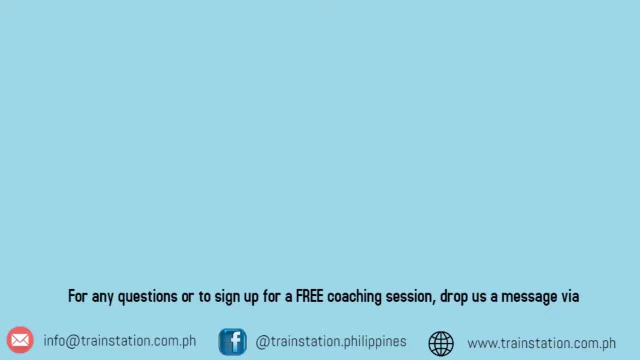 For any questions or to sign up for a FREE coaching session, drop us a message via
info@trainstation.com.ph @trainstation.philippines www.trainstation.com.ph